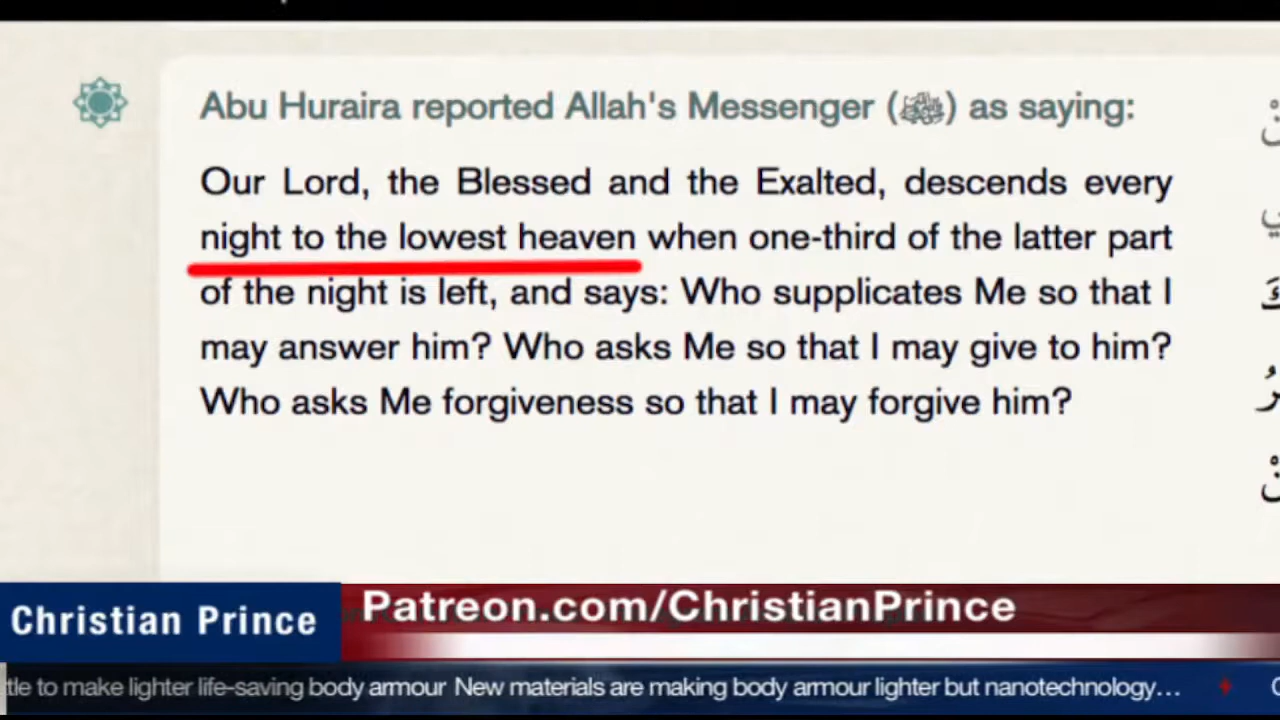 Abu Huraira reported Allah's Messenger (ﷺ) as saying:
Our Lord, the Blessed and the Exalted, descends every
night to the lowest heaven when one-third of the latter part
of the night is left, and says: Who supplicates Me so that I
may answer him? Who asks Me so that I may give to him?
Who asks Me forgiveness so that I may forgive him?
Christian Prince
Patreon.com/ChristianPrince
tle to make lighter life-saving body armour New materials are making body armour lighter but nanotechnology...